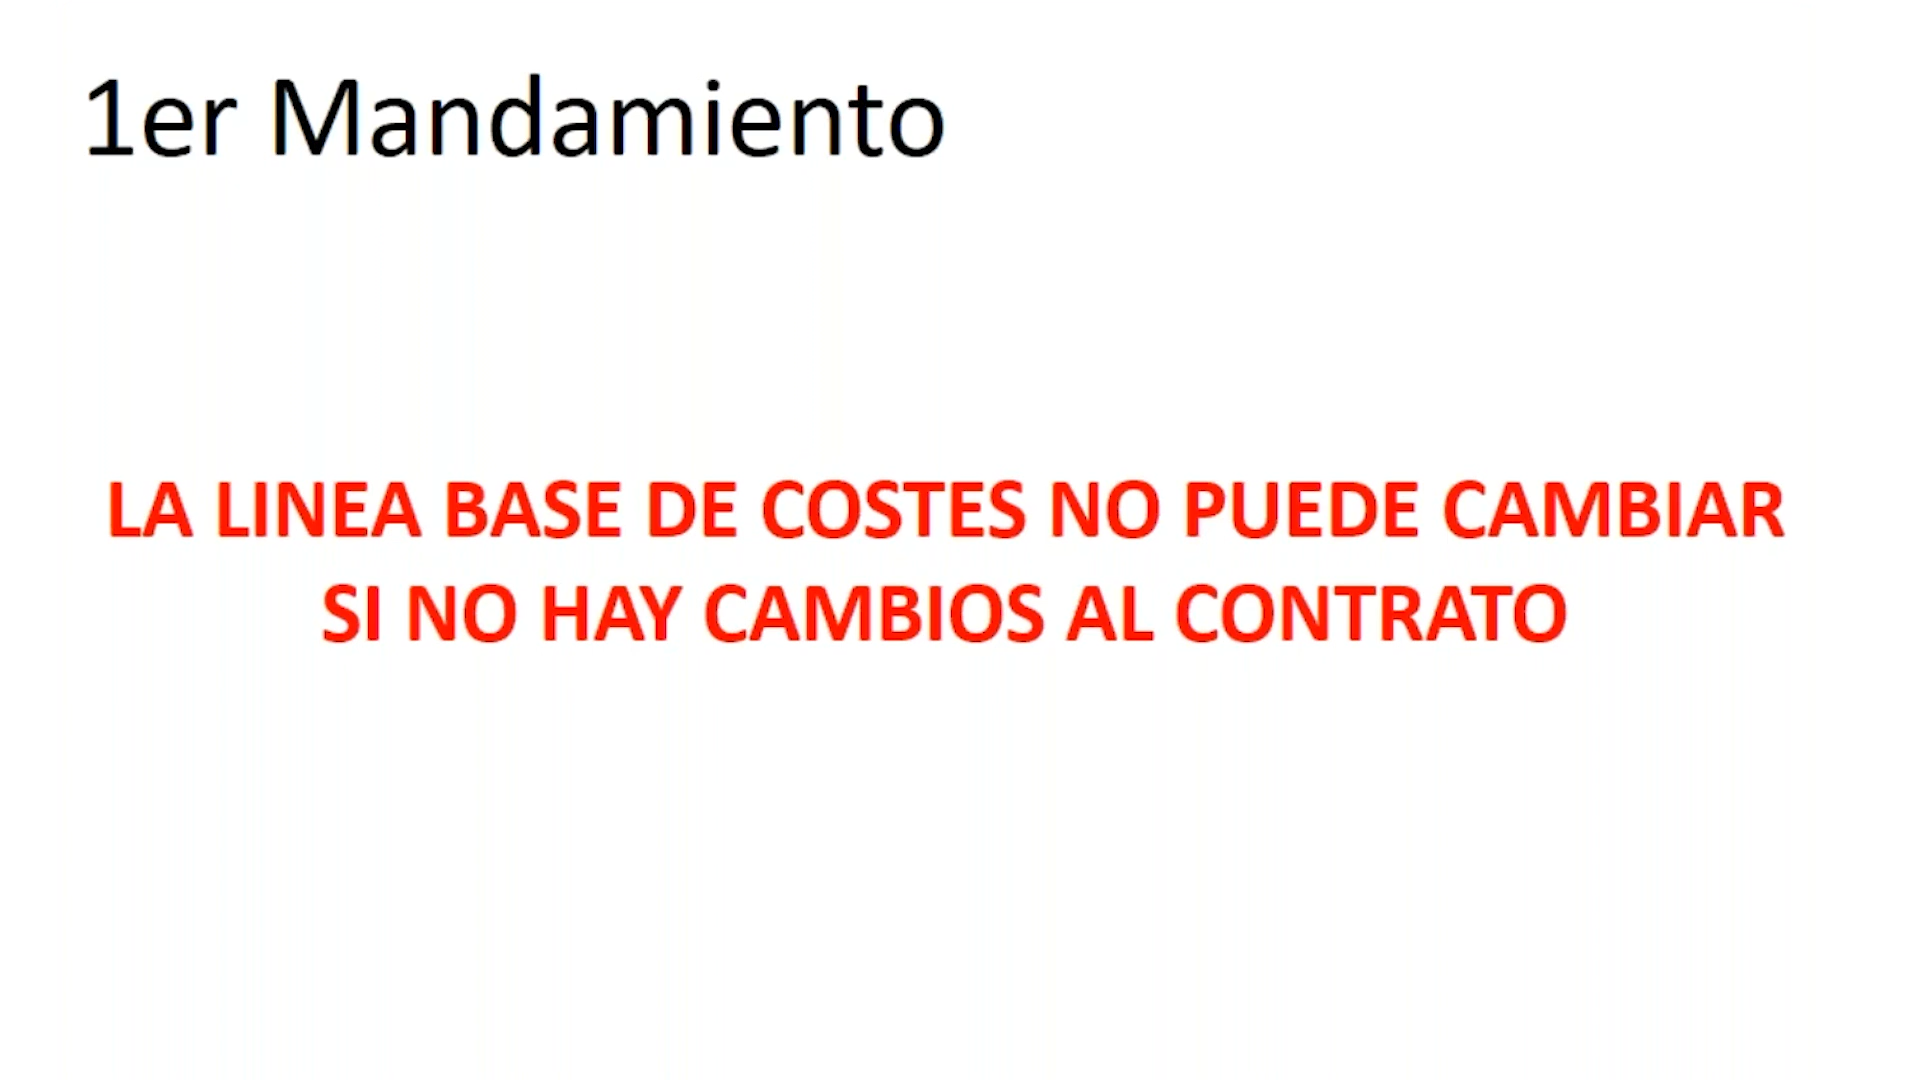 1er Mandamiento
LA LINEA BASE DE COSTES NO PUEDE CAMBIAR
SI NO HAY CAMBIOS AL CONTRATO